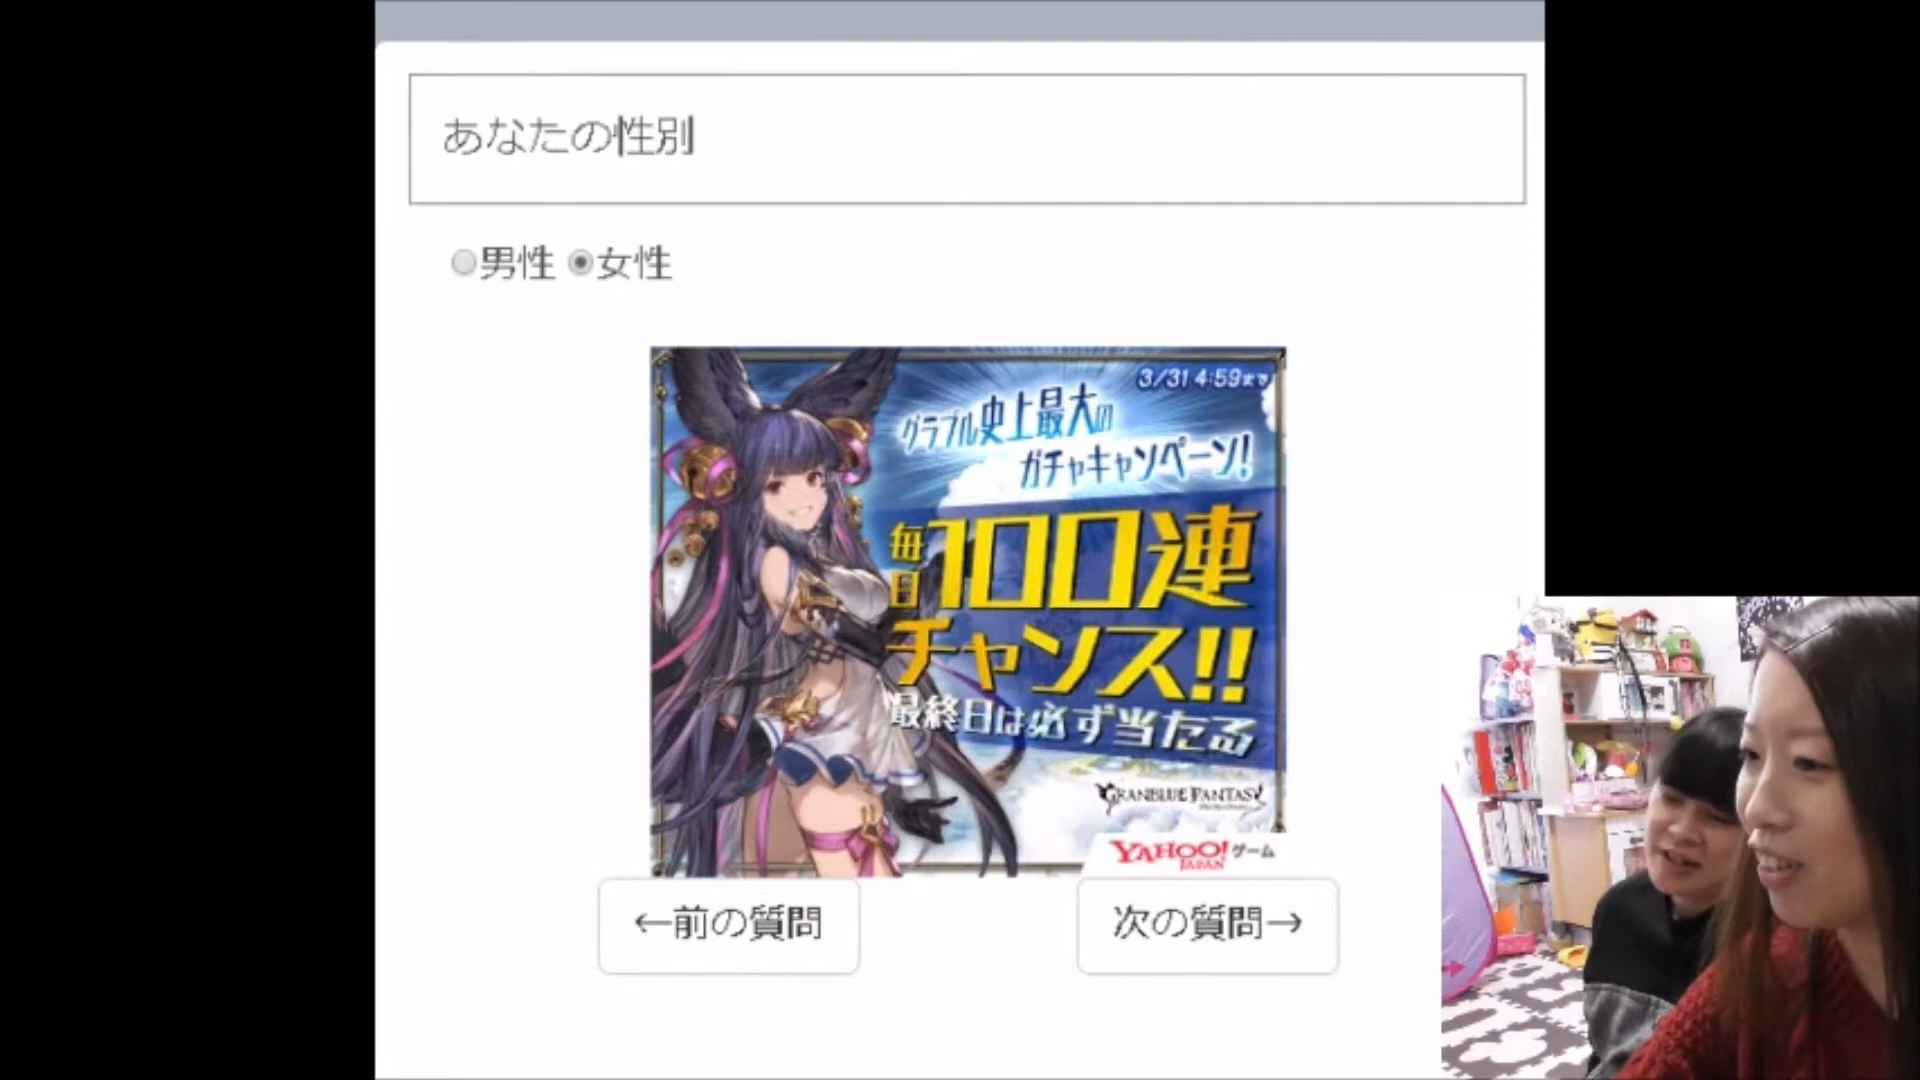 あなたの性別
男性 女性
3/31 4:59まで
グラブル史上最大の
ガチャキャンペーン!
毎日100連
チャンス!!
最終日は必ず当たる
GRANBLUE FANTASY
YAHOO! JAPAN ゲーム
←前の質問
次の質問→